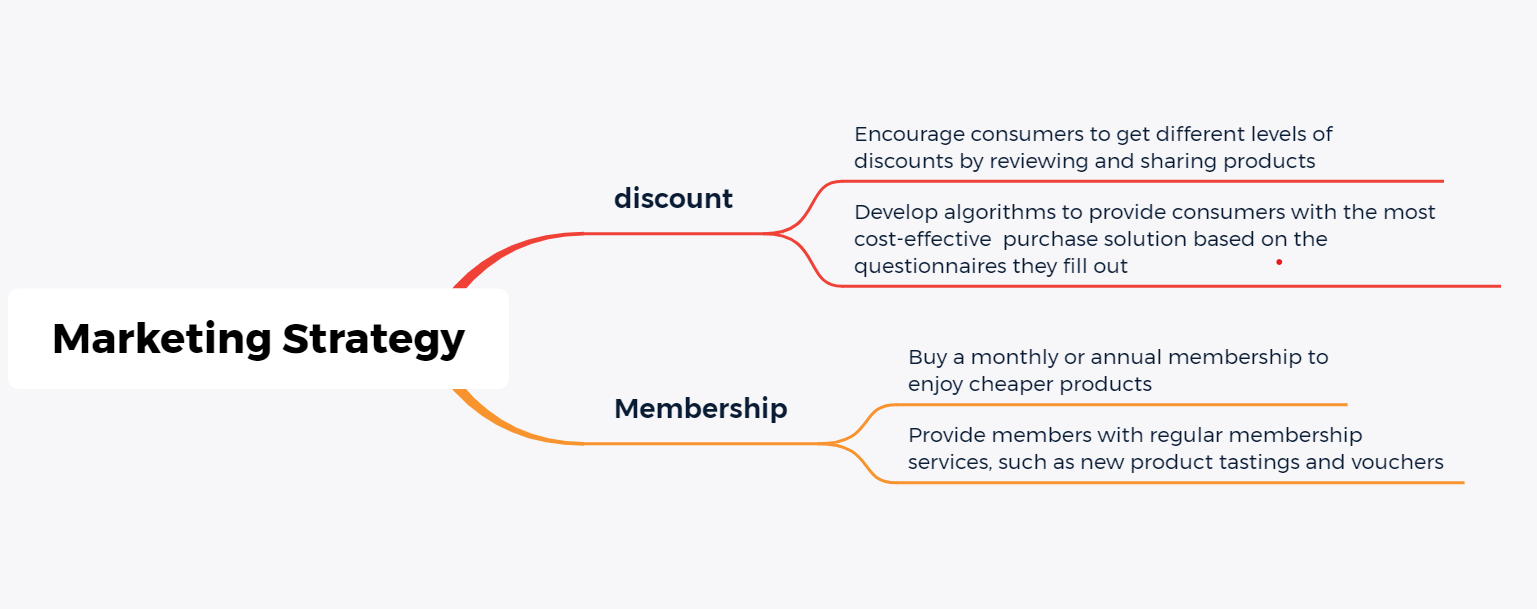 Marketing Strategy
discount
Encourage consumers to get different levels of
discounts by reviewing and sharing products
Develop algorithms to provide consumers with the most
cost-effective  purchase solution based on the
questionnaires they fill out
Membership
Buy a monthly or annual membership to
enjoy cheaper products
Provide members with regular membership
services, such as new product tastings and vouchers